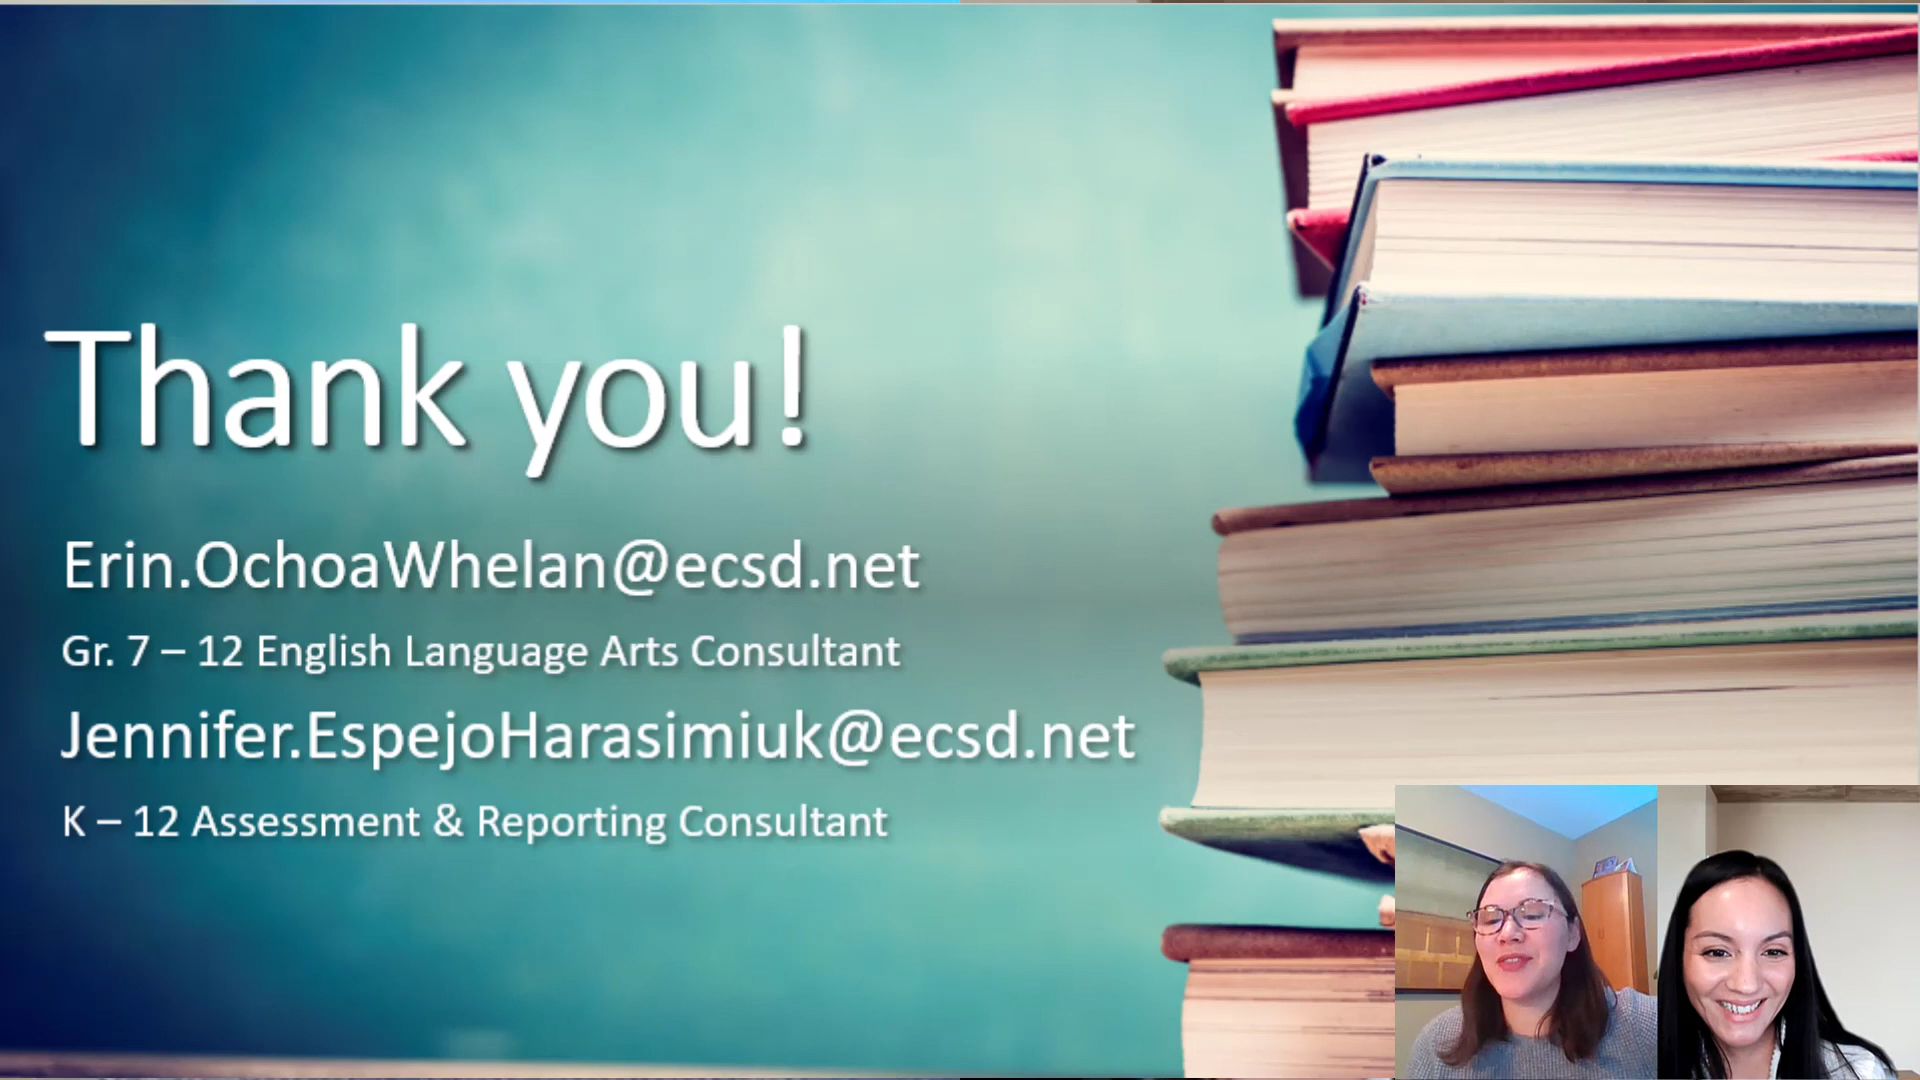 Thank you!
Erin.OchoaWhelan@ecsd.net
Gr. 7 – 12 English Language Arts Consultant
Jennifer.EspejoHarasimiuk@ecsd.net
K – 12 Assessment & Reporting Consultant